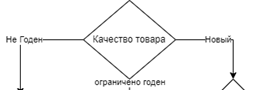 Не Годен
Качество товара
Новый
ограничено годен